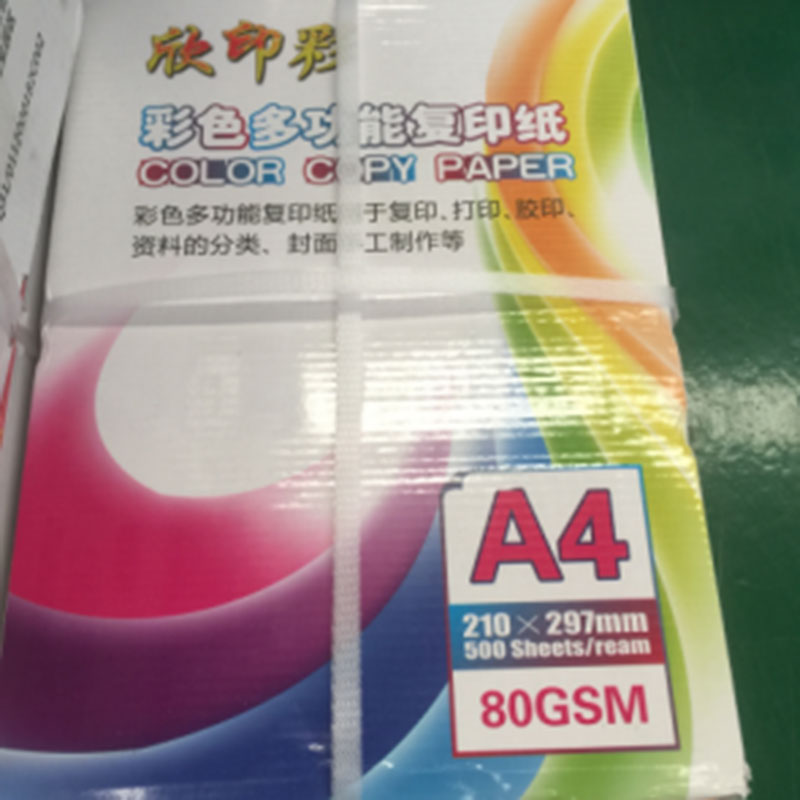 欣印彩
彩色多功能复印纸
COLOR COPY PAPER
彩色多功能复印纸 于复印、打印、胶印、
资料的分类、封面 工制作等
A4
210×297mm
500 Sheets/ream
80GSM